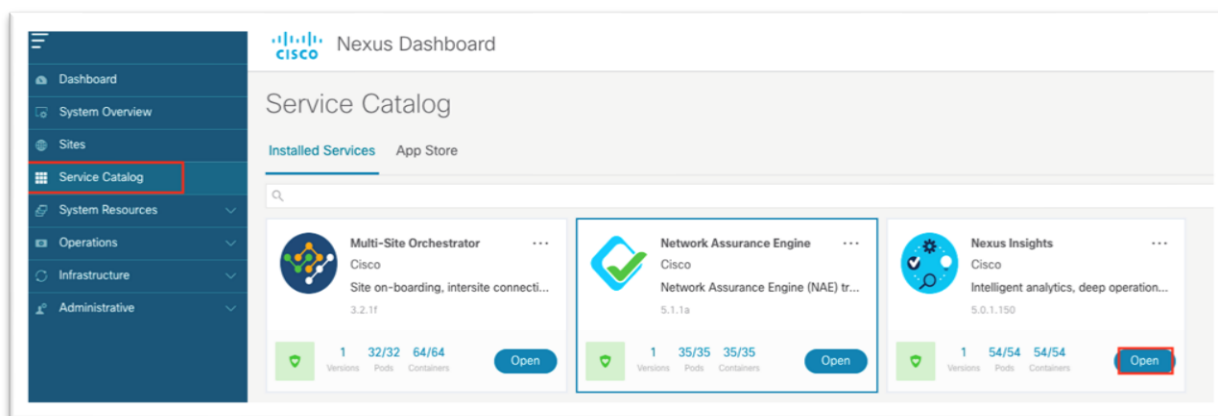 CISCO Nexus Dashboard
Dashboard
System Overview
Sites
Service Catalog
System Resources
Operations
Infrastructure
Administrative
Service Catalog
Installed Services App Store
Multi-Site Orchestrator ...
Cisco
Site on-boarding, intersite connecti...
3.2.1f
1 32/32 64/64
Versions Pods Containers
Open
Network Assurance Engine ...
Cisco
Network Assurance Engine (NAE) tr...
5.1.1a
1 35/35 35/35
Versions Pods Containers
Open
Nexus Insights ...
Cisco
Intelligent analytics, deep operation...
5.0.1.150
1 54/54 54/54
Versions Pods Containers
Open